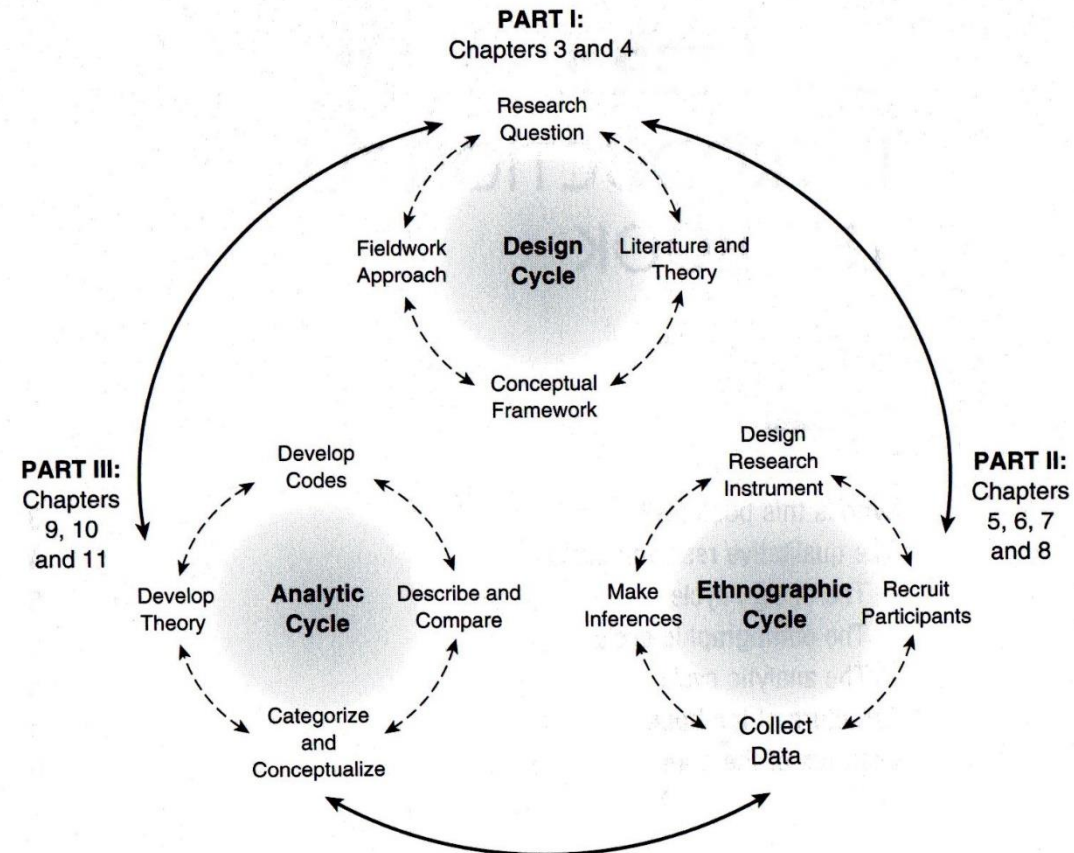 PART I:
Chapters 3 and 4
Research
Question
Fieldwork
Approach
Design
Cycle
Literature and
Theory
Conceptual
Framework
PART III:
Chapters
9, 10
and 11
Develop
Codes
Develop
Theory
Analytic
Cycle
Describe and
Compare
Categorize
and
Conceptualize
Design
Research
Instrument
Make
Inferences
Ethnographic
Cycle
Recruit
Participants
Collect
Data
PART II:
Chapters
5, 6, 7
and 8